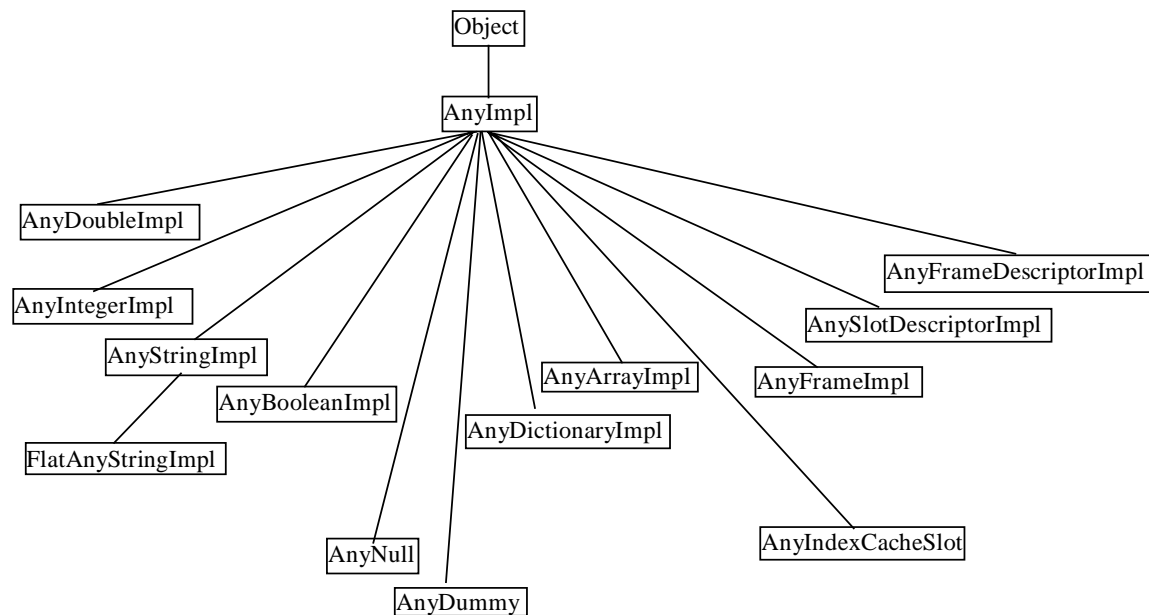 Object
AnyImpl
AnyDoubleImpl
AnyFrameDescriptorImpl
AnyIntegerImpl
AnySlotDescriptorImpl
AnyStringImpl
AnyArrayImpl
AnyFrameImpl
AnyBooleanImpl
AnyDictionaryImpl
FlatAnyStringImpl
AnyIndexCacheSlot
AnyNull
AnyDummy